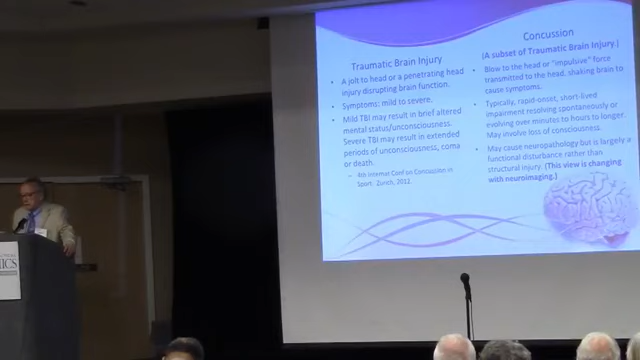 Traumatic Brain Injury
• A jolt to head or a penetrating head
injury disrupting brain function.
• Symptoms: mild to severe.
• Mild TBI may result in brief altered
mental status/unconsciousness.
Severe TBI may result in extended
periods of unconsciousness, coma
or death.
– 4th Internat Conf on Concussion in
Sport. Zurich, 2012.
Concussion
(A subset of Traumatic Brain Injury.)
• Blow to the head or "impulsive" force
transmitted to the head, shaking brain to
cause symptoms.
• Typically, rapid-onset, short-lived
impairment resolving spontaneously or
evolving over minutes to hours to longer.
May involve loss of consciousness.
• May cause neuropathology but is largely a
functional disturbance rather than
structural injury. (This view is changing
with neuroimaging.)